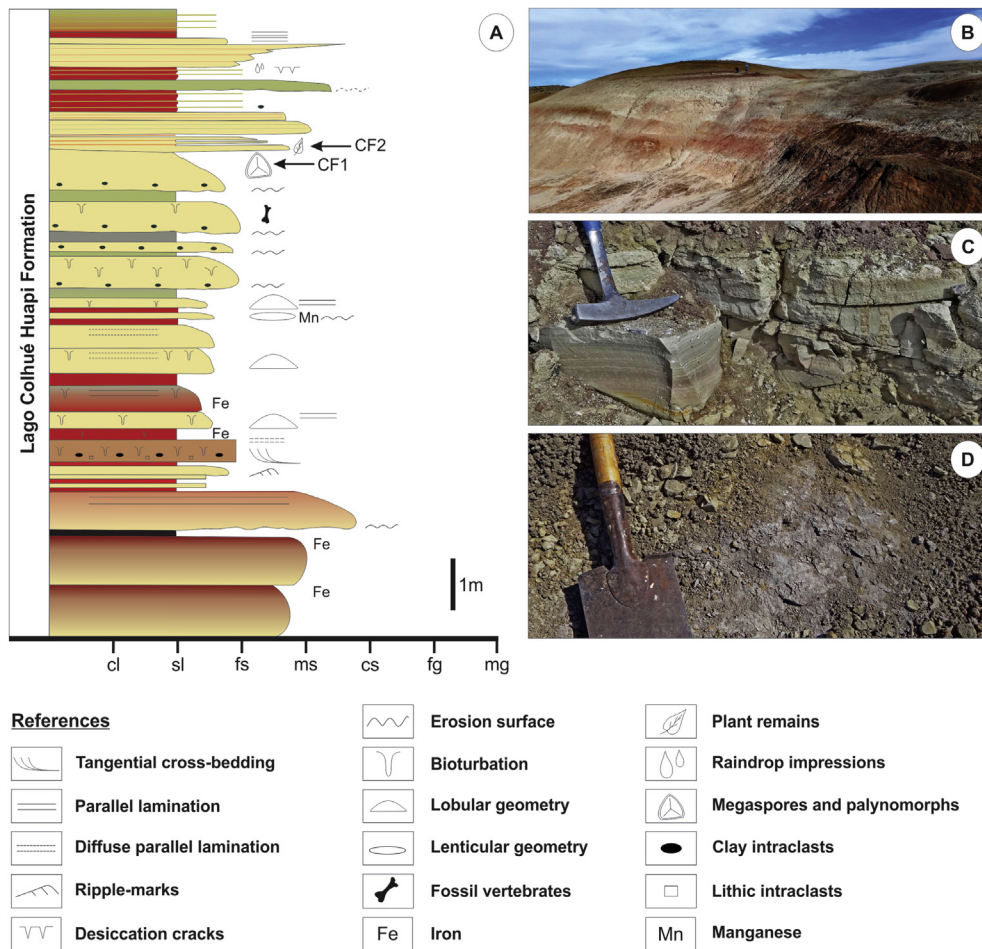 A
B
C
D
Lago Colhué Huapi Formation
CF2
CF1
Mn
Fe
Fe
Fe
Fe
1m
cl sl fs ms cs fg mg
References
Tangential cross-bedding
Parallel lamination
Diffuse parallel lamination
Ripple-marks
Desiccation cracks
Erosion surface
Bioturbation
Lobular geometry
Lenticular geometry
Fossil vertebrates
Fe Iron
Plant remains
Raindrop impressions
Megaspores and palynomorphs
Clay intraclasts
Lithic intraclasts
Mn Manganese